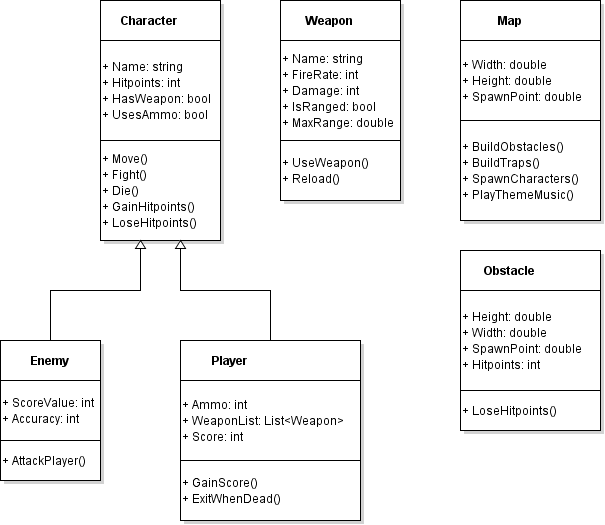 Character
+ Name: string
+ Hitpoints: int
+ HasWeapon: bool
+ UsesAmmo: bool
+ Move()
+ Fight()
+ Die()
+ GainHitpoints()
+ LoseHitpoints()
Weapon
+ Name: string
+ FireRate: int
+ Damage: int
+ IsRanged: bool
+ MaxRange: double
+ UseWeapon()
+ Reload()
Map
+ Width: double
+ Height: double
+ SpawnPoint: double
+ BuildObstacles()
+ BuildTraps()
+ SpawnCharacters()
+ PlayThemeMusic()
Obstacle
+ Height: double
+ Width: double
+ SpawnPoint: double
+ Hitpoints: int
+ LoseHitpoints()
Enemy
+ ScoreValue: int
+ Accuracy: int
+ AttackPlayer()
Player
+ Ammo: int
+ WeaponList: List<Weapon>
+ Score: int
+ GainScore()
+ ExitWhenDead()